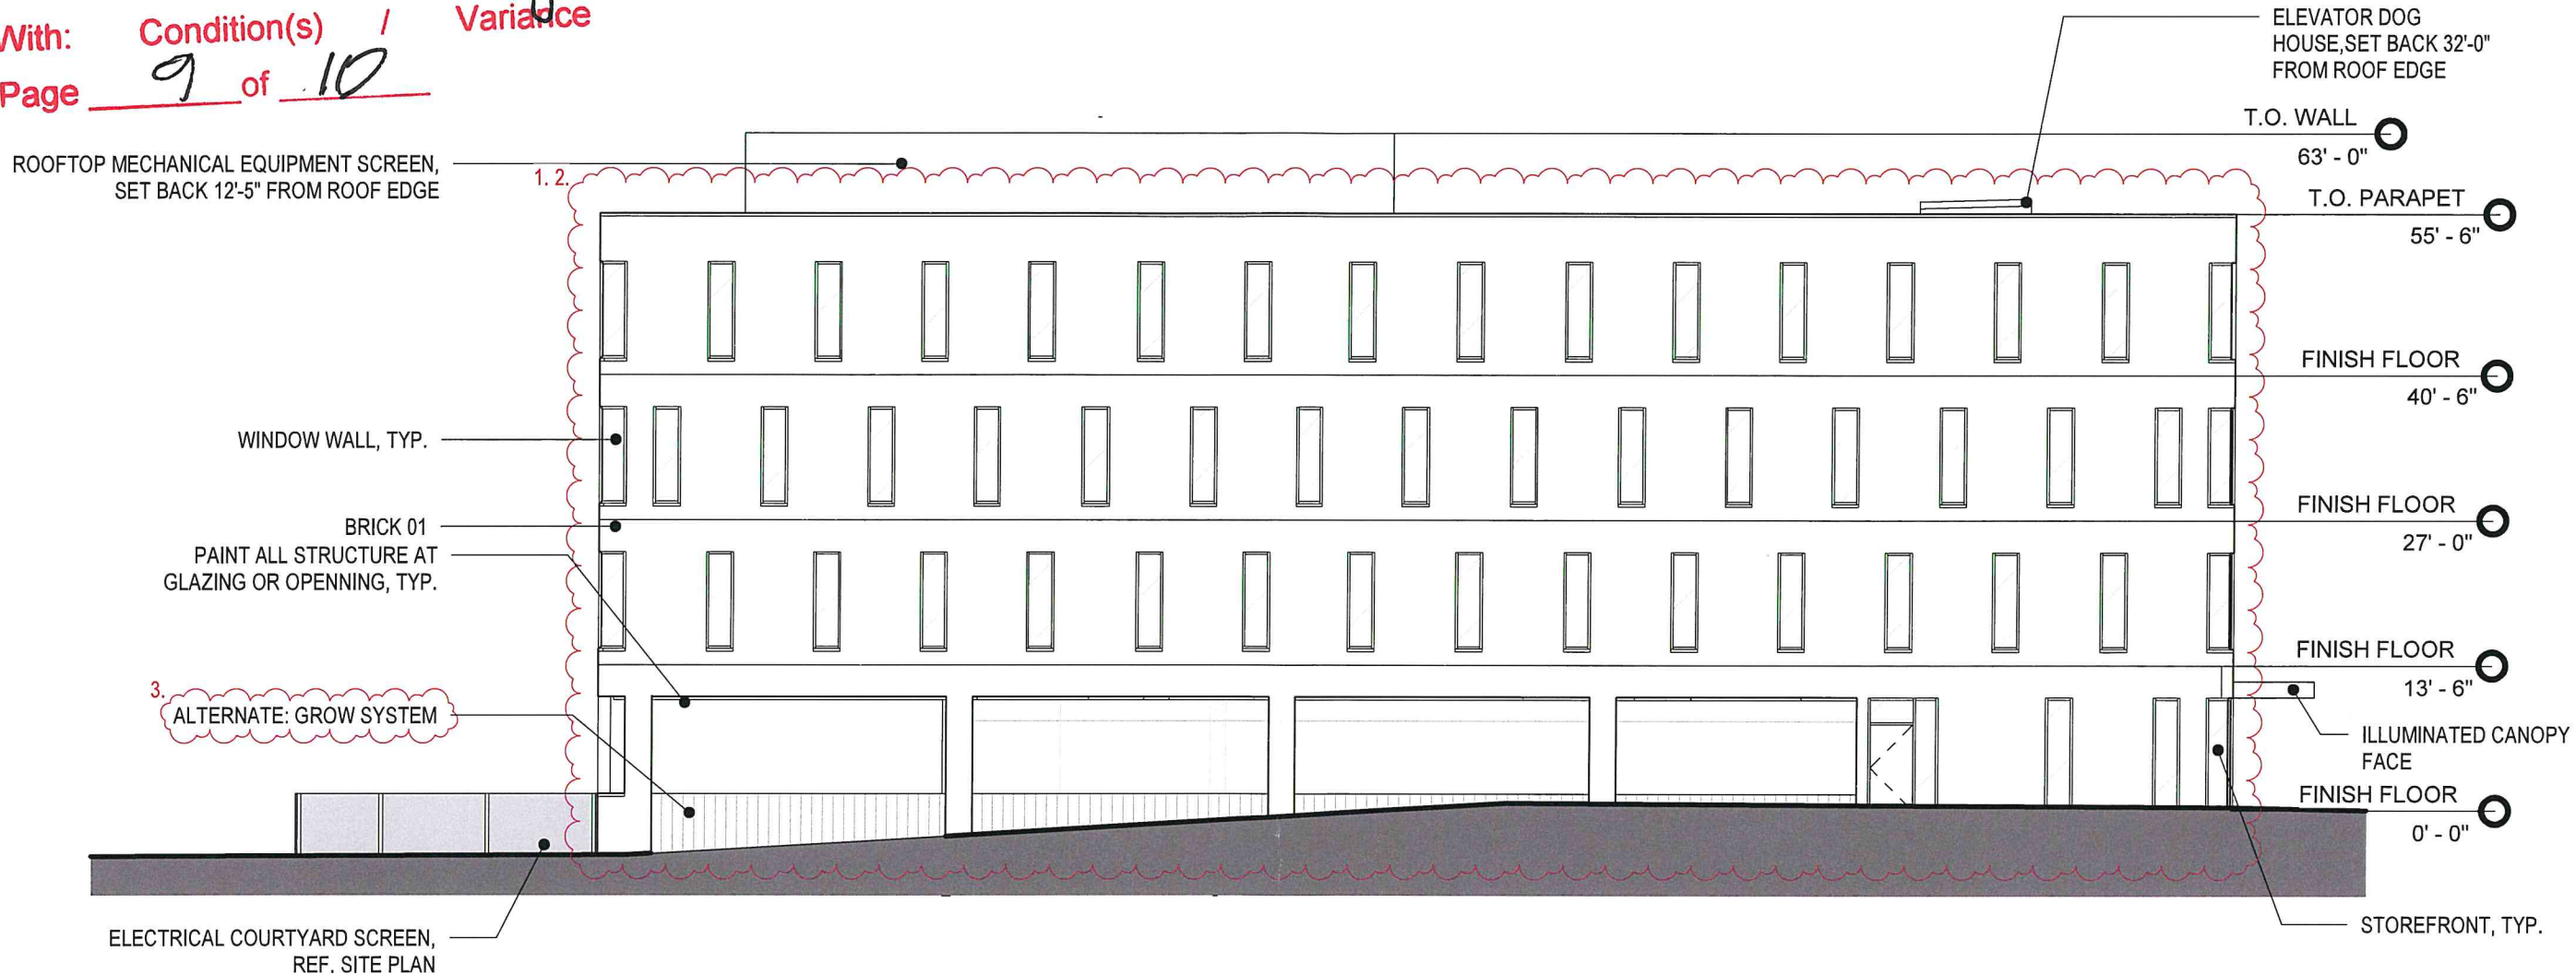 With: Condition(s) / Variance
Page 9 of 10
ELEVATOR DOG
HOUSE,SET BACK 32'-0"
FROM ROOF EDGE
T.O. WALL
63' - 0"
ROOFTOP MECHANICAL EQUIPMENT SCREEN,
SET BACK 12'-5" FROM ROOF EDGE
1. 2.
T.O. PARAPET
55' - 6"
FINISH FLOOR
40' - 6"
WINDOW WALL, TYP.
FINISH FLOOR
27' - 0"
BRICK 01
PAINT ALL STRUCTURE AT
GLAZING OR OPENNING, TYP.
FINISH FLOOR
13' - 6"
3.
ALTERNATE: GROW SYSTEM
ILLUMINATED CANOPY
FACE
FINISH FLOOR
0' - 0"
STOREFRONT, TYP.
ELECTRICAL COURTYARD SCREEN,
REF. SITE PLAN